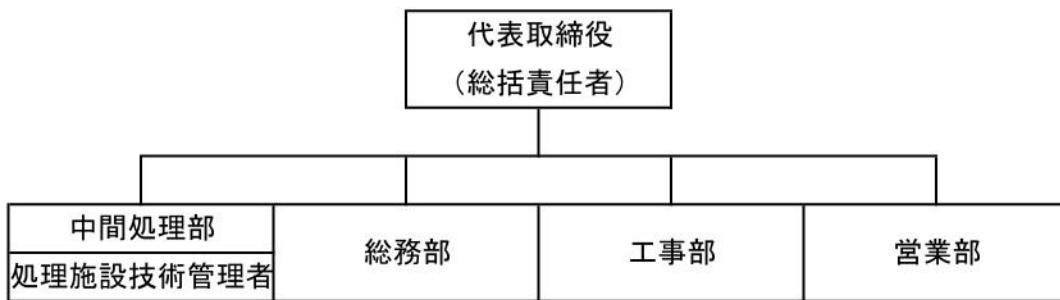 代表取締役
（総括責任者）
中間処理部
処理施設技術管理者
総務部
工事部
営業部